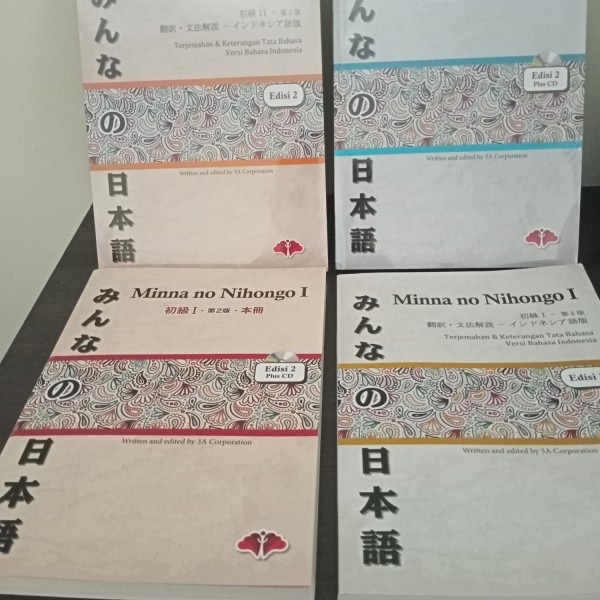 みんなの日本語
初級 II - 第2版
翻訳・文法解説 - インドネシア語版
Terjemahan & Keterangan Tata Bahasa
Versi Bahasa Indonesia
Edisi 2
Written and edited by 3A Corporation
みんなの日本語
Edisi 2
Plus CD
Written and edited by 3A Corporation
みんなの日本語
Minna no Nihongo I
初級 I・第2版・本冊
Edisi 2
Plus CD
Written and edited by 3A Corporation
みんなの日本語
Minna no Nihongo I
初級 I - 第2版
翻訳・文法解説 - インドネシア語版
Terjemahan & Keterangan Tata Bahasa
Versi Bahasa Indonesia
Edisi
Written and edited by 3A Corporation